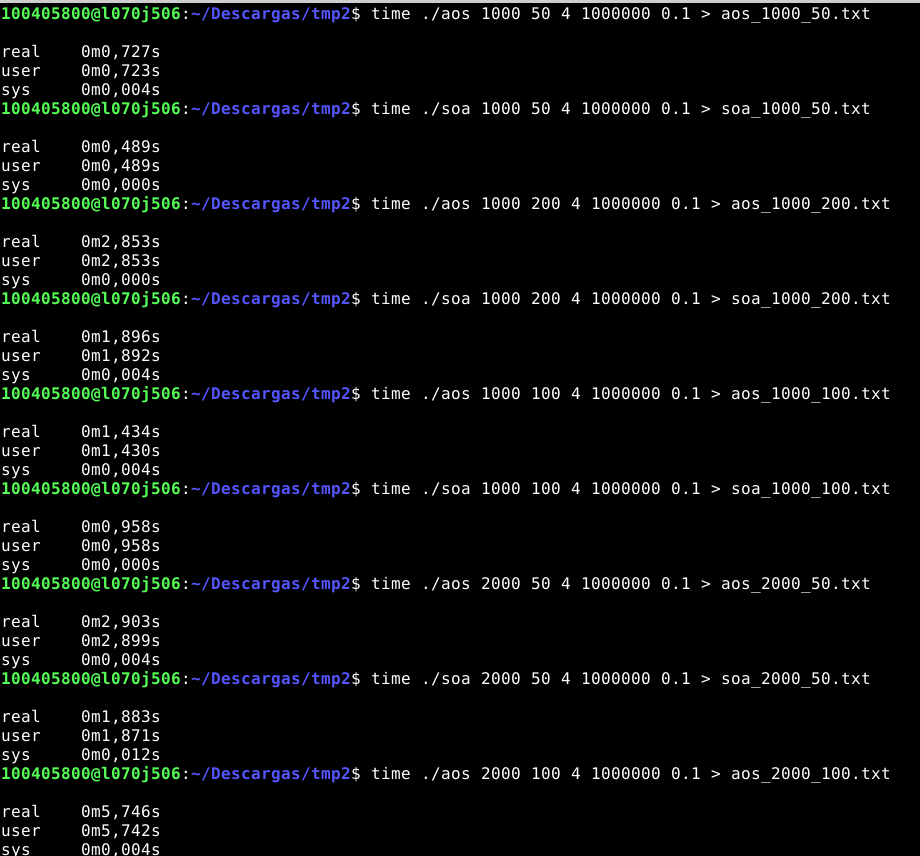 100405800@l070j506:~/Descargas/tmp2$ time ./aos 1000 50 4 1000000 0.1 > aos_1000_50.txt
real 0m0,727s
user 0m0,723s
sys 0m0,004s
100405800@l070j506:~/Descargas/tmp2$ time ./soa 1000 50 4 1000000 0.1 > soa_1000_50.txt
real 0m0,489s
user 0m0,489s
sys 0m0,000s
100405800@l070j506:~/Descargas/tmp2$ time ./aos 1000 200 4 1000000 0.1 > aos_1000_200.txt
real 0m2,853s
user 0m2,853s
sys 0m0,000s
100405800@l070j506:~/Descargas/tmp2$ time ./soa 1000 200 4 1000000 0.1 > soa_1000_200.txt
real 0m1,896s
user 0m1,892s
sys 0m0,004s
100405800@l070j506:~/Descargas/tmp2$ time ./aos 1000 100 4 1000000 0.1 > aos_1000_100.txt
real 0m1,434s
user 0m1,430s
sys 0m0,004s
100405800@l070j506:~/Descargas/tmp2$ time ./soa 1000 100 4 1000000 0.1 > soa_1000_100.txt
real 0m0,958s
user 0m0,958s
sys 0m0,000s
100405800@l070j506:~/Descargas/tmp2$ time ./aos 2000 50 4 1000000 0.1 > aos_2000_50.txt
real 0m2,903s
user 0m2,899s
sys 0m0,004s
100405800@l070j506:~/Descargas/tmp2$ time ./soa 2000 50 4 1000000 0.1 > soa_2000_50.txt
real 0m1,883s
user 0m1,871s
sys 0m0,012s
100405800@l070j506:~/Descargas/tmp2$ time ./aos 2000 100 4 1000000 0.1 > aos_2000_100.txt
real 0m5,746s
user 0m5,742s
sys 0m0,004s